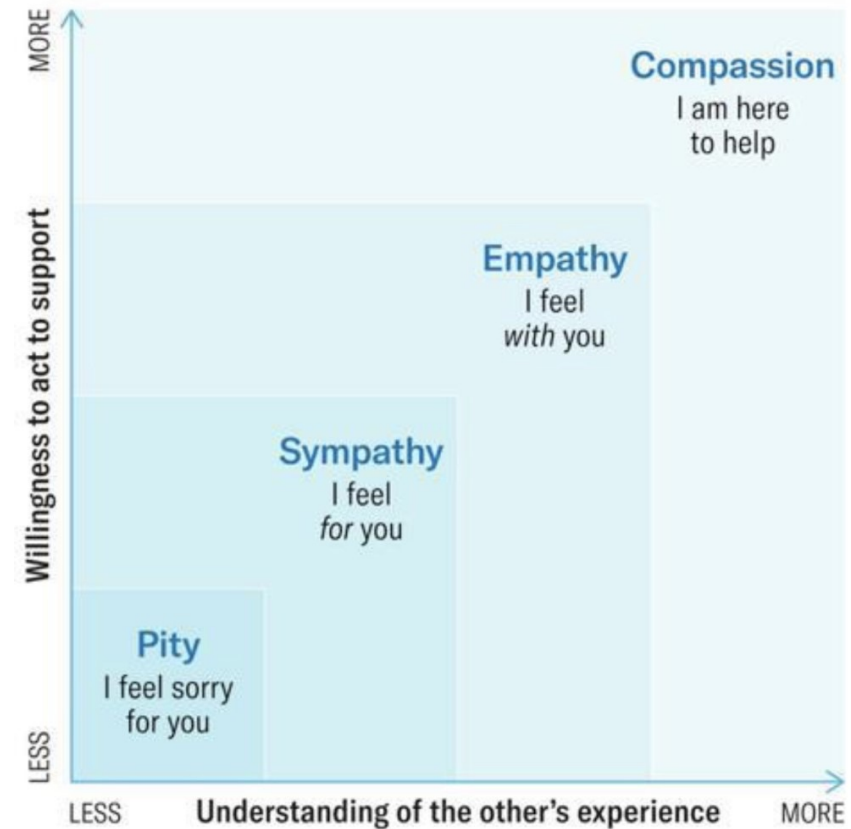 MORE
Compassion
I am here
to help
Empathy
I feel
with you
Willingness to act to support
Sympathy
I feel
for you
Pity
I feel sorry
for you
LESS
LESS Understanding of the other’s experience MORE